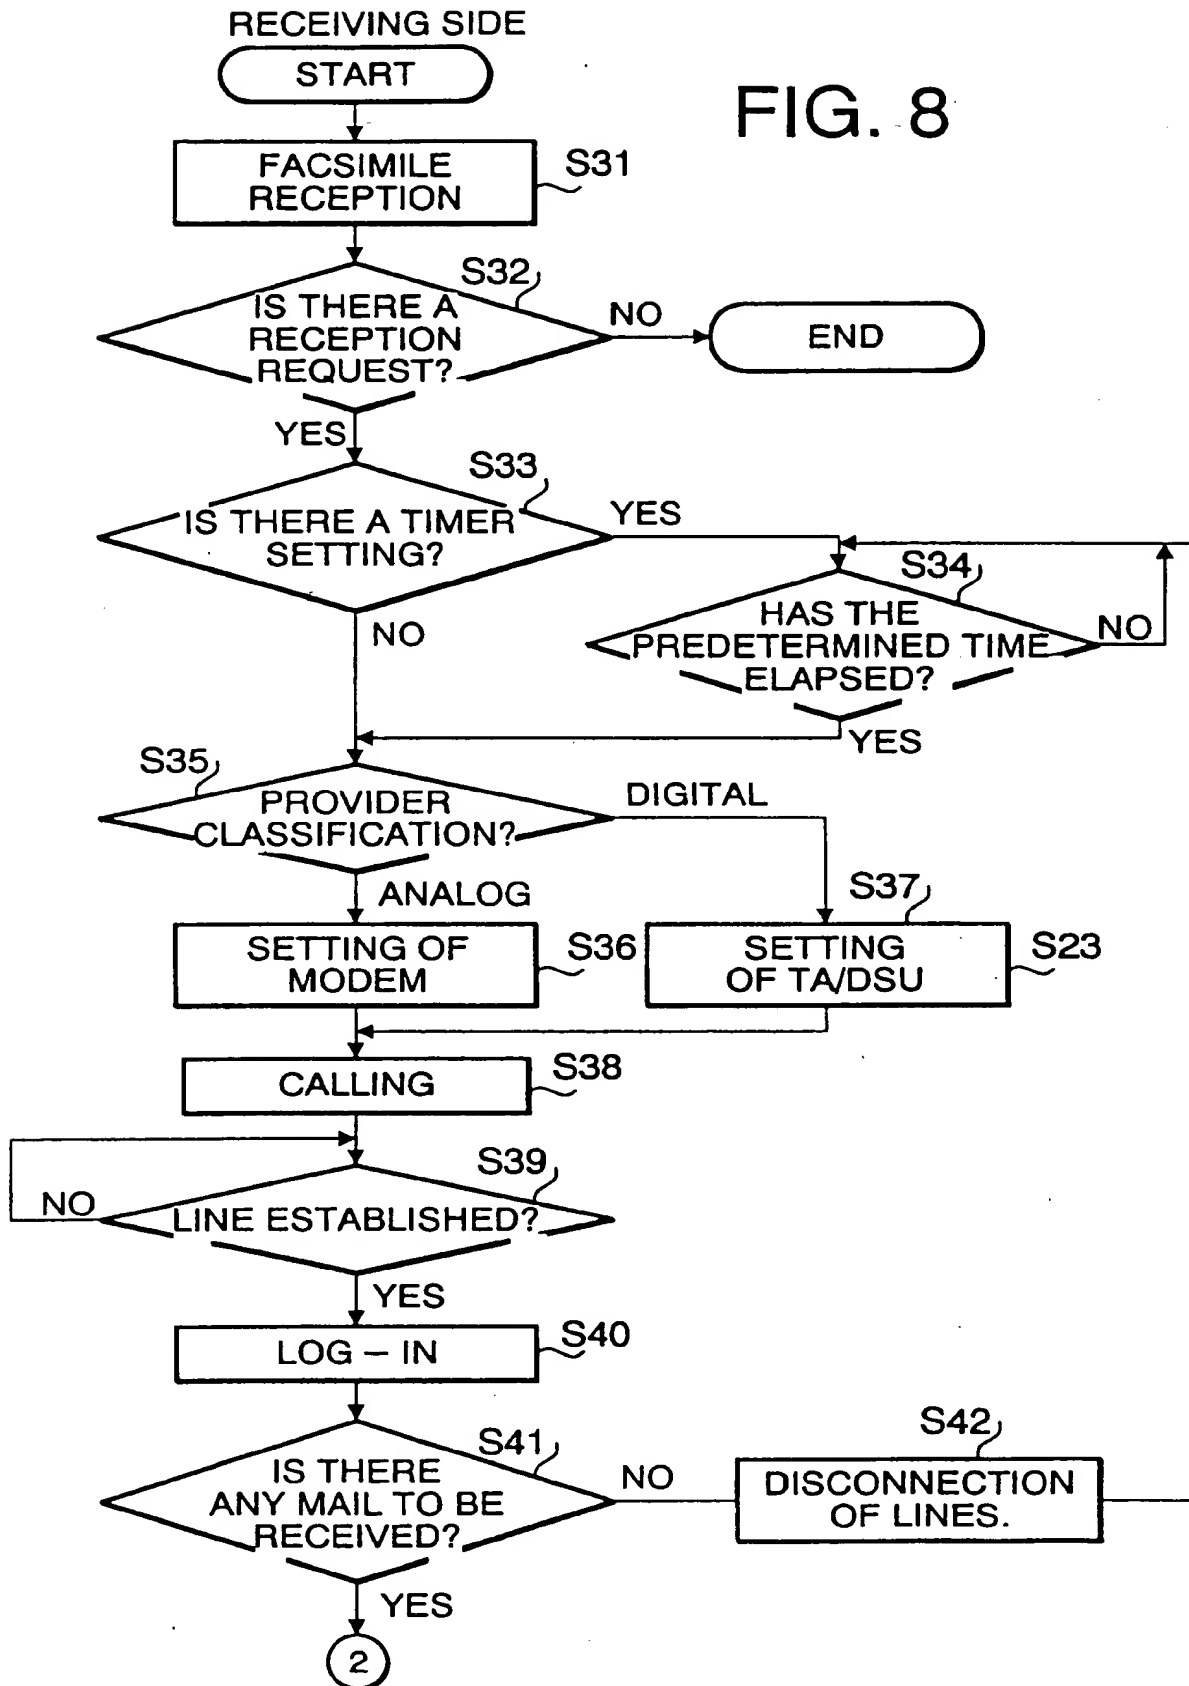 RECEIVING SIDE
START
FIG. 8
FACSIMILE
RECEPTION
S31
S32
IS THERE A
RECEPTION
REQUEST?
NO
END
YES
S33
IS THERE A TIMER
SETTING?
YES
NO
S34
HAS THE
PREDETERMINED TIME
ELAPSED?
NO
YES
S35
PROVIDER
CLASSIFICATION?
DIGITAL
ANALOG
SETTING OF
MODEM
S36
S37
SETTING
OF TA/DSU
S23
CALLING
S38
S39
LINE ESTABLISHED?
NO
YES
LOG – IN
S40
S41
IS THERE
ANY MAIL TO BE
RECEIVED?
NO
S42
DISCONNECTION
OF LINES.
YES
2